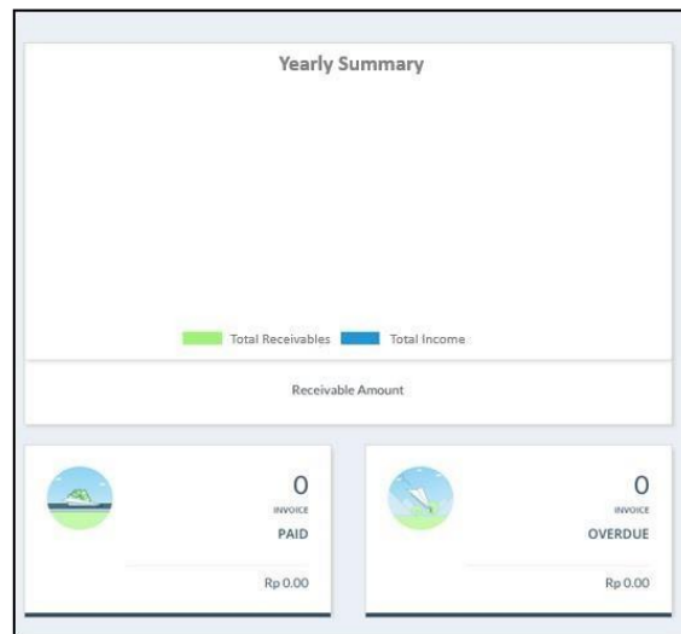 Yearly Summary
Total Receivables Total Income
Receivable Amount
0
INVOICE
PAID
Rp 0.00
0
INVOICE
OVERDUE
Rp 0.00